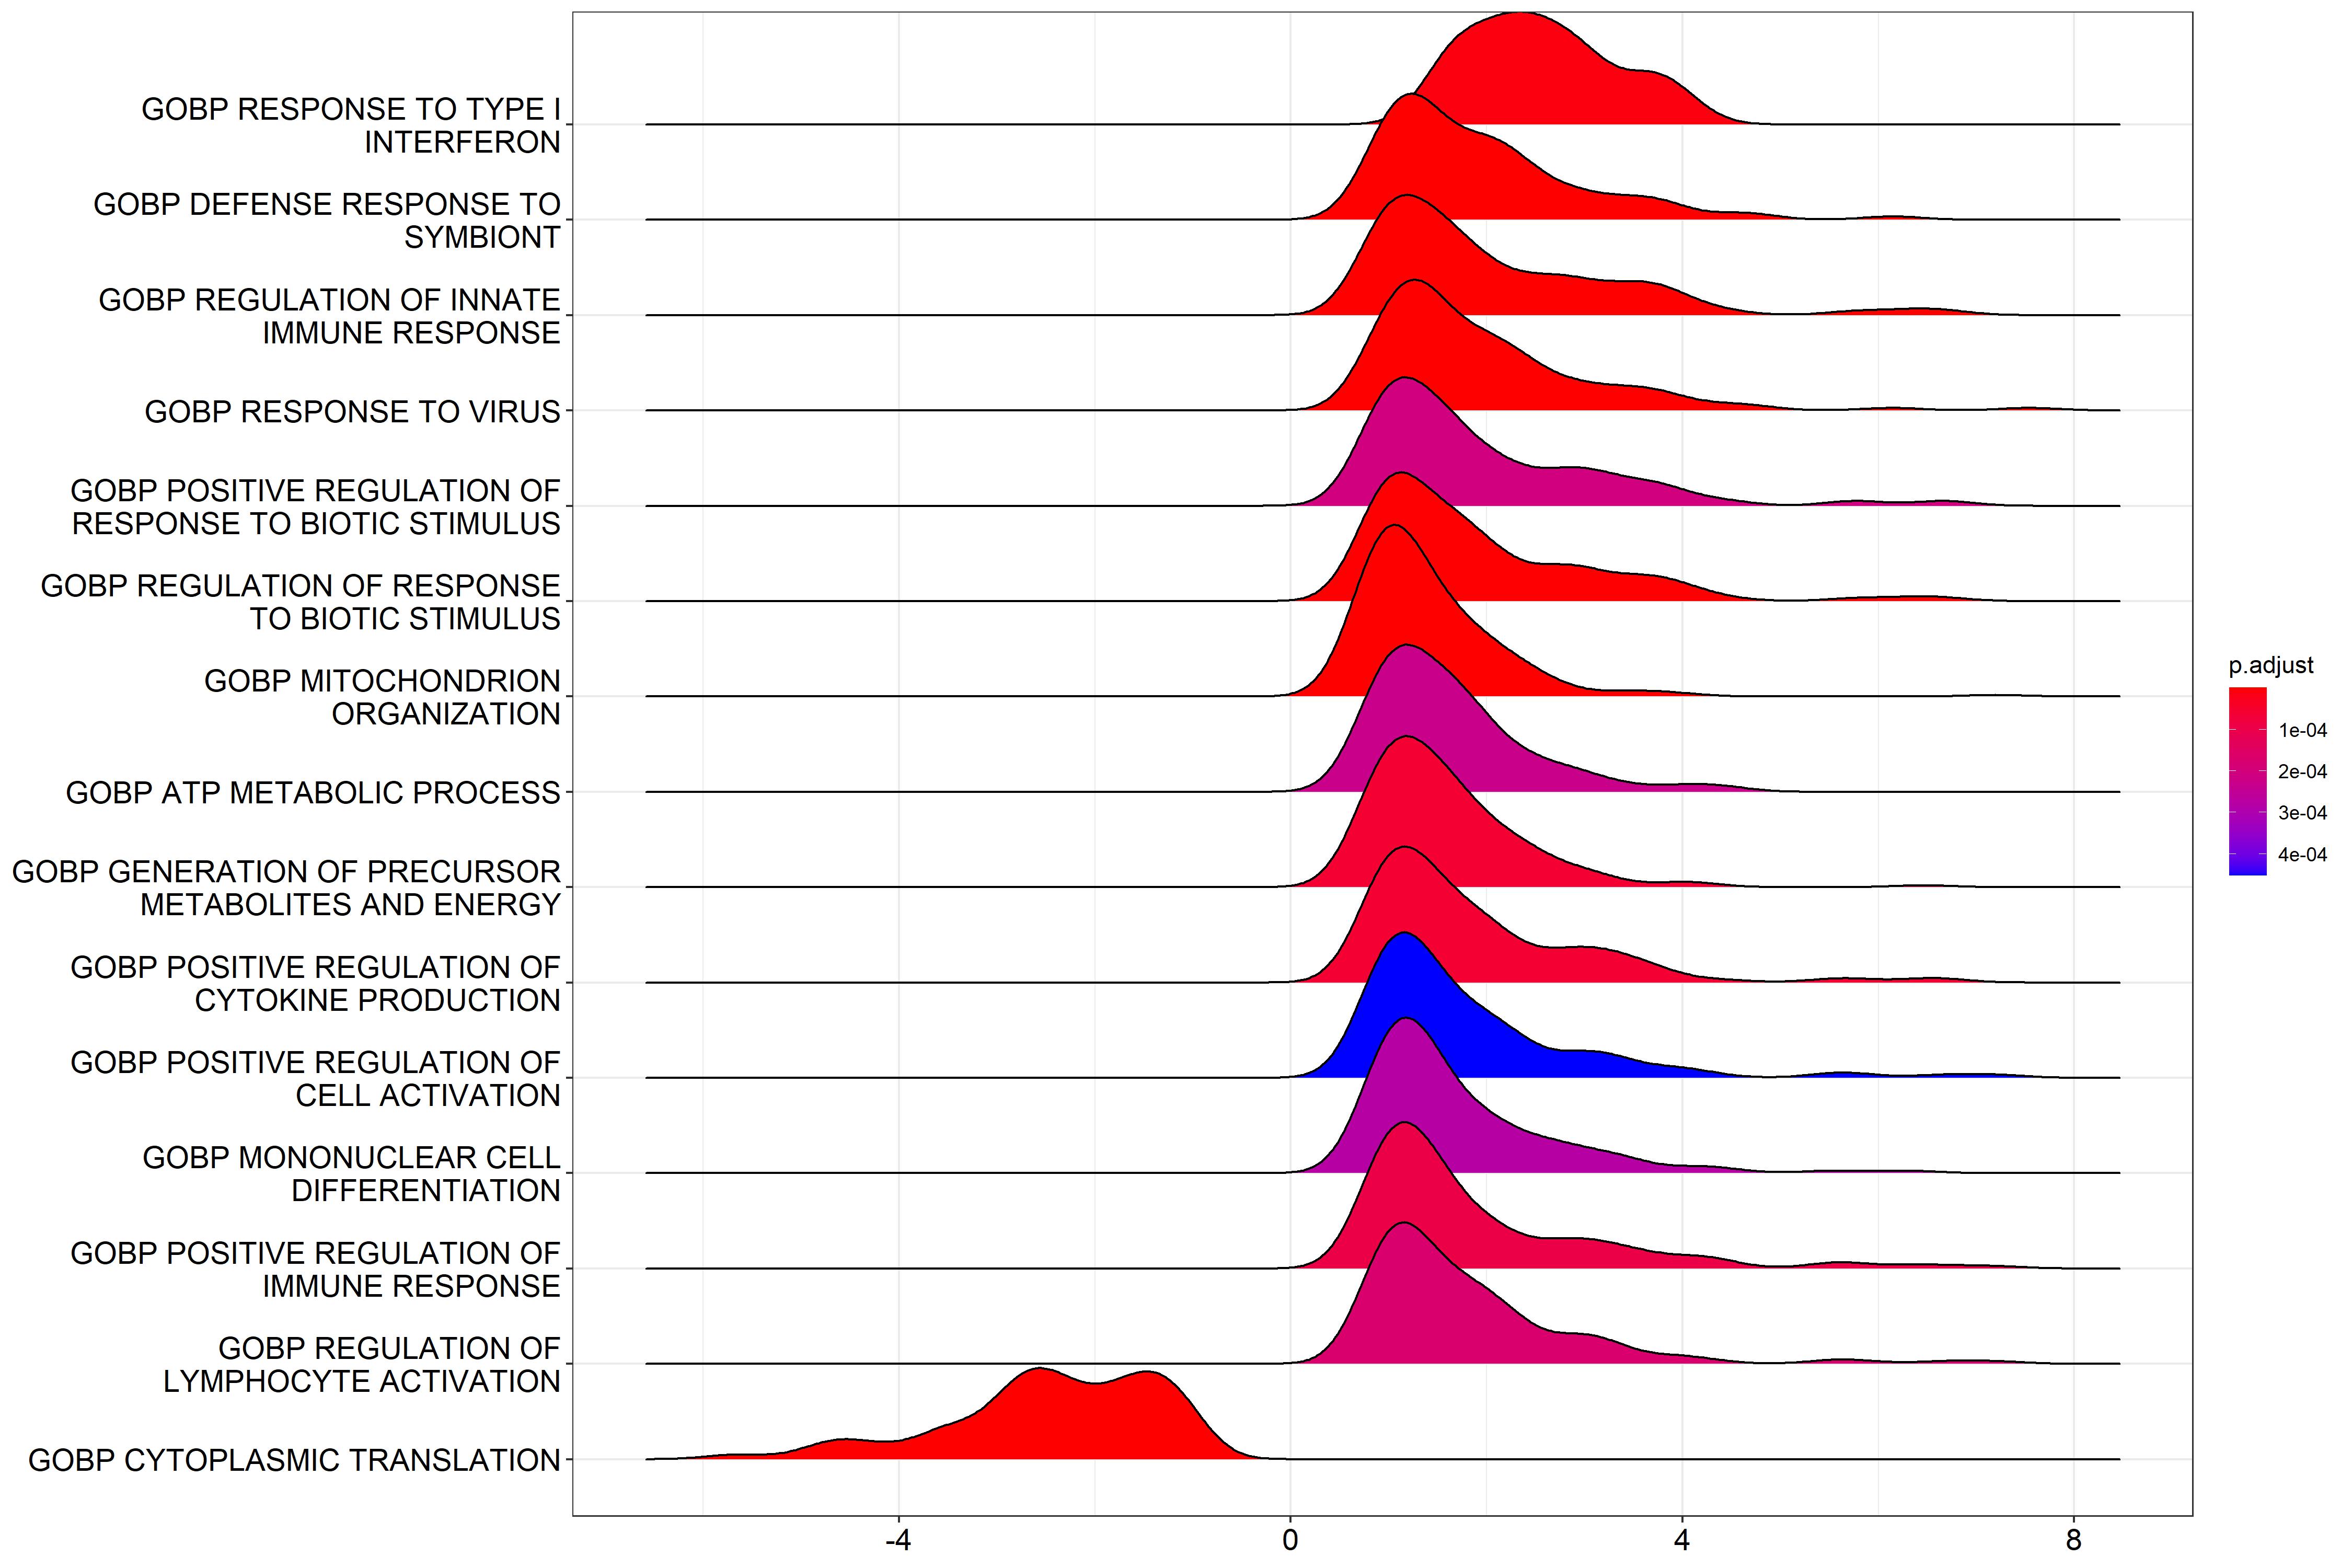 GOBP RESPONSE TO TYPE I
INTERFERON
GOBP DEFENSE RESPONSE TO
SYMBIONT
GOBP REGULATION OF INNATE
IMMUNE RESPONSE
GOBP RESPONSE TO VIRUS
GOBP POSITIVE REGULATION OF
RESPONSE TO BIOTIC STIMULUS
GOBP REGULATION OF RESPONSE
TO BIOTIC STIMULUS
GOBP MITOCHONDRION
ORGANIZATION
GOBP ATP METABOLIC PROCESS
GOBP GENERATION OF PRECURSOR
METABOLITES AND ENERGY
GOBP POSITIVE REGULATION OF
CYTOKINE PRODUCTION
GOBP POSITIVE REGULATION OF
CELL ACTIVATION
GOBP MONONUCLEAR CELL
DIFFERENTIATION
GOBP POSITIVE REGULATION OF
IMMUNE RESPONSE
GOBP REGULATION OF
LYMPHOCYTE ACTIVATION
GOBP CYTOPLASMIC TRANSLATION
-4 0 4 8
p.adjust
1e-04
2e-04
3e-04
4e-04